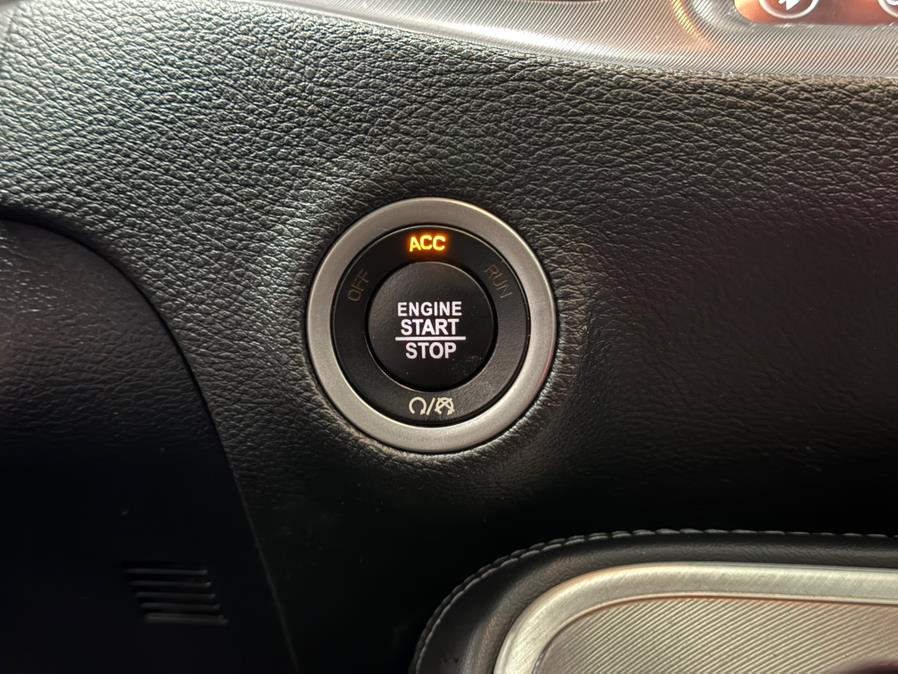 ACC
OFF
RUN
ENGINE
START
STOP